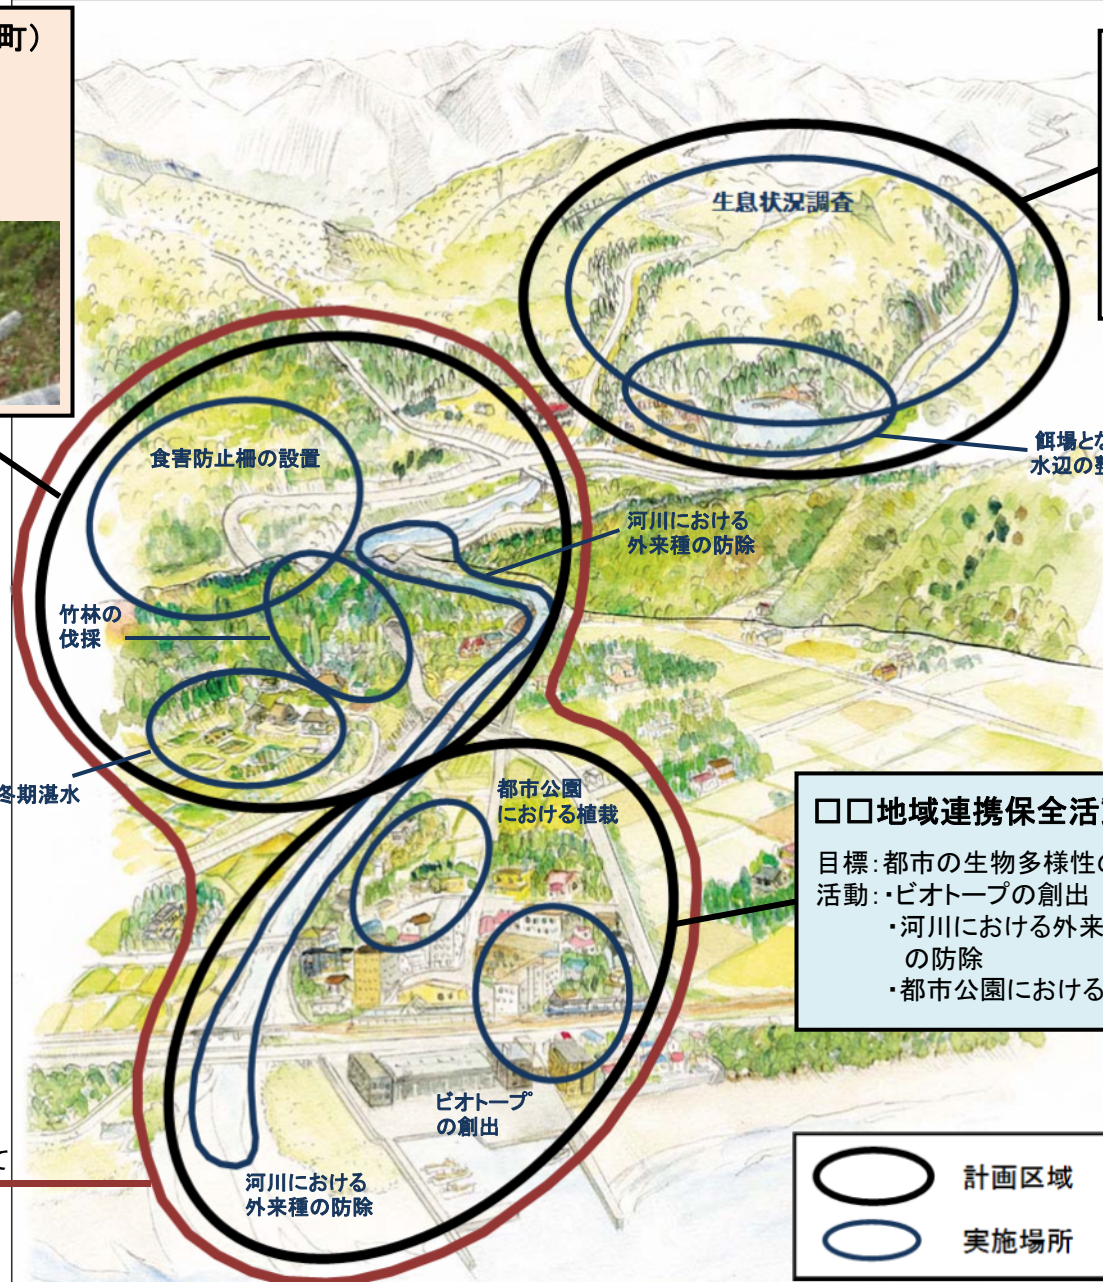 町）
生息状況調査
食害防止柵の設置
餌場とな
水辺の整
河川における
外来種の防除
竹林の
伐採
冬期湛水
都市公園
における植栽
□□地域連携保全活
目標：都市の生物多様性の
活動：・ビオトープの創出
・河川における外来
の防除
・都市公園における
ビオトープ
の創出
て
河川における
外来種の防除
計画区域
実施場所